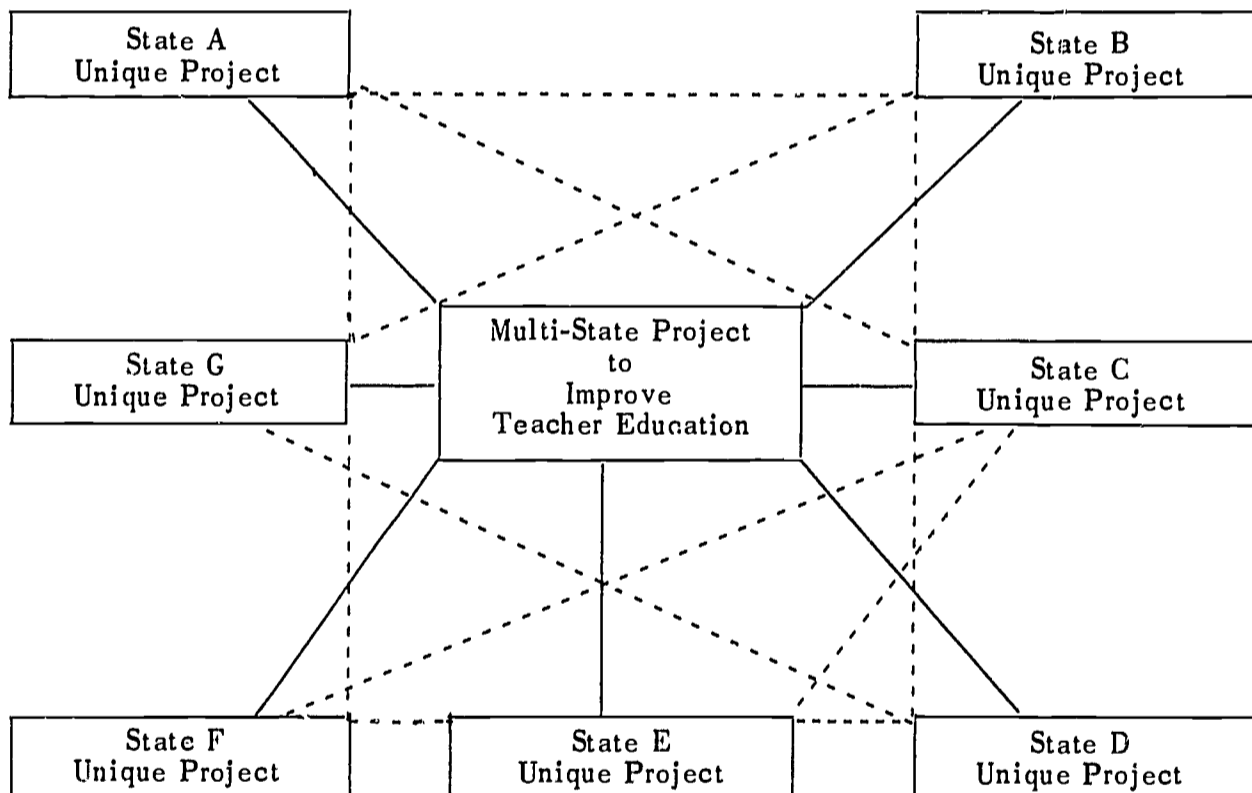 State A
Unique Project
State B
Unique Project
Multi-State Project
to
Improve
Teacher Education
State G
Unique Project
State C
Unique Project
State F
Unique Project
State E
Unique Project
State D
Unique Project